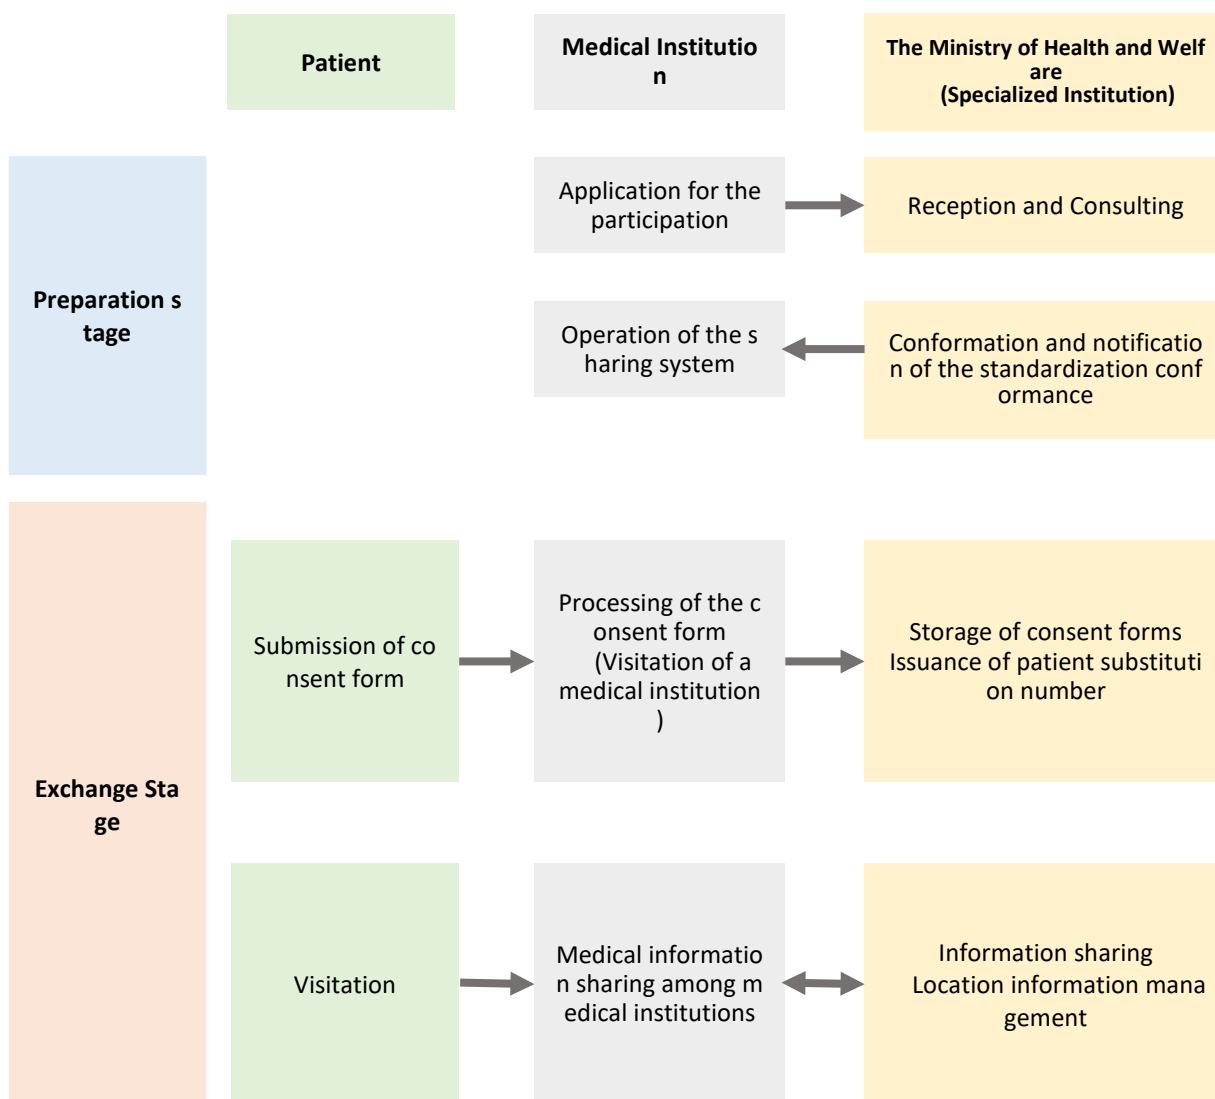 Patient
Medical Institutio
n
The Ministry of Health and Welf
are
(Specialized Institution)
Preparation s
tage
Application for the
participation
Reception and Consulting
Operation of the s
haring system
Conformation and notificatio
n of the standardization conf
ormance
Exchange Sta
ge
Submission of co
nsent form
Processing of the c
onsent form
(Visitation of a
medical institution
)
Storage of consent forms
Issuance of patient substituti
on number
Visitation
Medical informatio
n sharing among m
edical institutions
Information sharing
Location information mana
gement